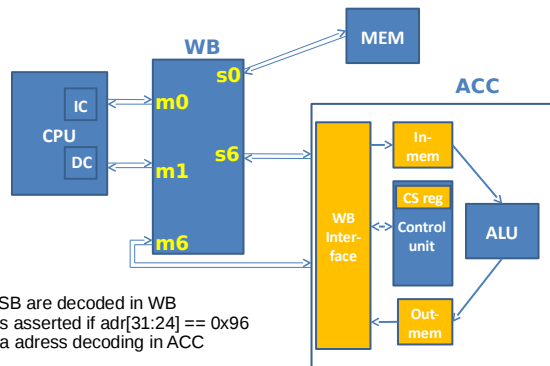 WB
MEM
s0
ACC
m0
IC
CPU
DC
m1
s6
In-
mem
CS reg
WB
Inter-
face
Control
unit
ALU
m6
Out-
mem
SB are decoded in WB
s asserted if adr[31:24] == 0x96
a adress decoding in ACC